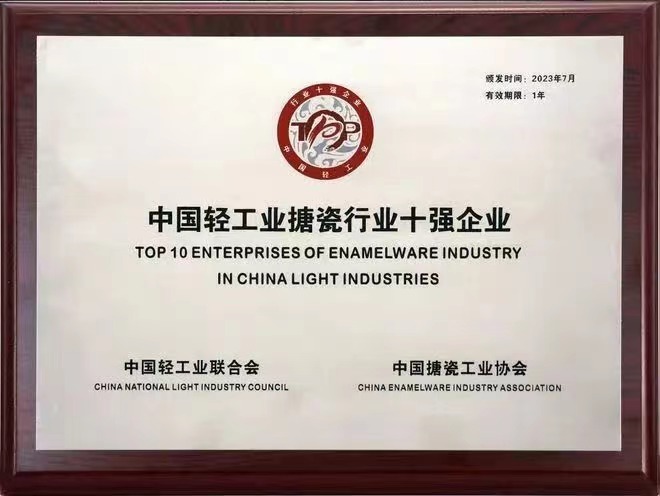 颁发时间：2023年7月
有效期限：1年
行业十强企业
TOP
中国轻工业
中国轻工业搪瓷行业十强企业
TOP 10 ENTERPRISES OF ENAMELWARE INDUSTRY
IN CHINA LIGHT INDUSTRIES
中国轻工业联合会
中国搪瓷工业协会
CHINA NATIONAL LIGHT INDUSTRY COUNCIL
CHINA ENAMELWARE INDUSTRY ASSOCIATION